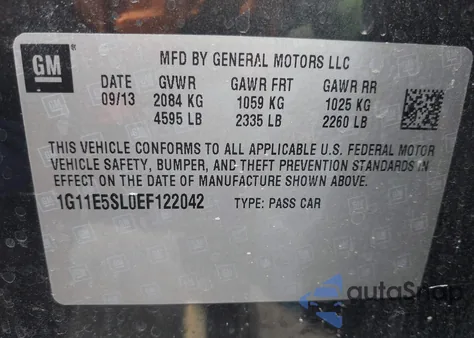 GM
MFD BY GENERAL MOTORS LLC
DATE GVWR GAWR FRT GAWR RR
09/13 2084 KG 1059 KG 1025 KG
4595 LB 2335 LB 2260 LB
THIS VEHICLE CONFORMS TO ALL APPLICABLE U.S. FEDERAL MOTOR
VEHICLE SAFETY, BUMPER, AND THEFT PREVENTION STANDARDS IN
EFFECT ON THE DATE OF MANUFACTURE SHOWN ABOVE.
1G11E5SL0EF122042 TYPE: PASS CAR
autoSnap